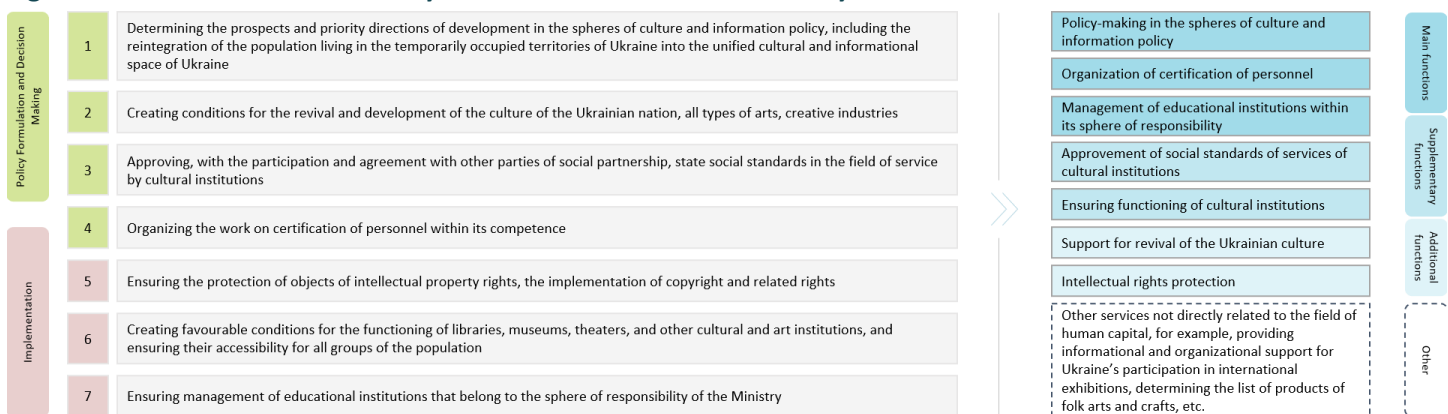 Policy Formulation and Decision
Making
1
Determining the prospects and priority directions of development in the spheres of culture and information policy, including the
reintegration of the population living in the temporarily occupied territories of Ukraine into the unified cultural and informational
space of Ukraine
2
Creating conditions for the revival and development of the culture of the Ukrainian nation, all types of arts, creative industries
3
Approving, with the participation and agreement with other parties of social partnership, state social standards in the field of service
by cultural institutions
4
Organizing the work on certification of personnel within its competence
Implementation
5
Ensuring the protection of objects of intellectual property rights, the implementation of copyright and related rights
6
Creating favourable conditions for the functioning of libraries, museums, theaters, and other cultural and art institutions, and
ensuring their accessibility for all groups of the population
7
Ensuring management of educational institutions that belong to the sphere of responsibility of the Ministry
Policy-making in the spheres of culture and
information policy
Organization of certification of personnel
Management of educational institutions within
its sphere of responsibility
Main functions
Approvement of social standards of services of
cultural institutions
Ensuring functioning of cultural institutions
Supplementary
functions
Support for revival of the Ukrainian culture
Intellectual rights protection
Additional
functions
Other services not directly related to the field of
human capital, for example, providing
informational and organizational support for
Ukraine's participation in international
exhibitions, determining the list of products of
folk arts and crafts, etc.
Other